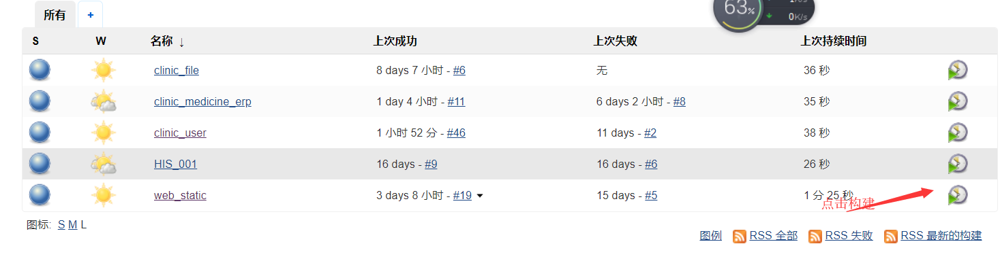 所有 +
63%
1K/s
0K/s
S W 名称 ↓ 上次成功 上次失败 上次持续时间
clinic_file 8 days 7 小时 - #6 无 36 秒
clinic_medicine_erp 1 day 4 小时 - #11 6 days 2 小时 - #8 35 秒
clinic_user 1 小时 52 分 - #46 11 days - #2 38 秒
HIS_001 16 days - #9 16 days - #6 26 秒
web_static 3 days 8 小时 - #19 15 days - #5 1 分 25 秒
点击构建
图标: S M L
图例 RSS 全部 RSS 失败 RSS 最新的构建